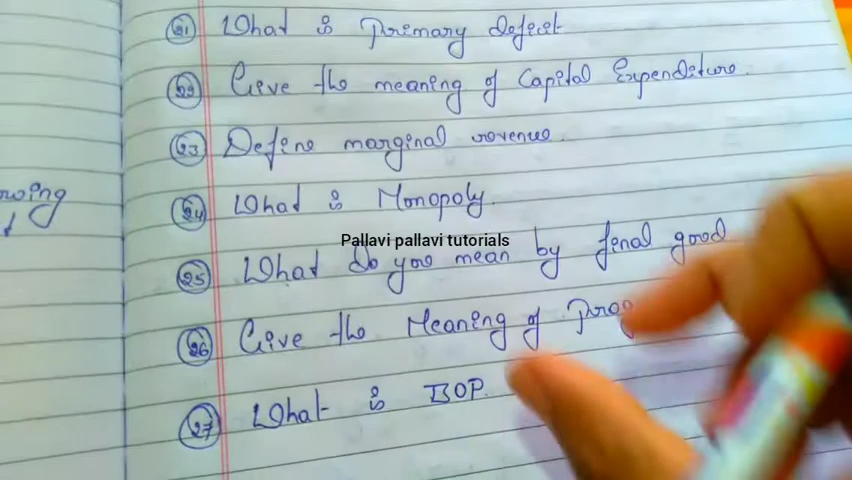 21 What is Primary deficit
22 Give the meaning of Capital Expenditure.
23 Define marginal revenue.
rowing
24 What is Monopoly.
Pallavi pallavi tutorials
25 What do you mean by final good
26 Give the Meaning of
27 What is BOP.